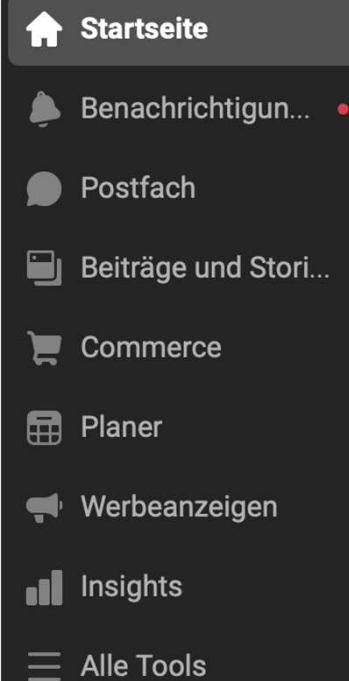 Startseite
Benachrichtigun...
Postfach
Beiträge und Stori...
Commerce
Planer
Werbeanzeigen
Insights
Alle Tools